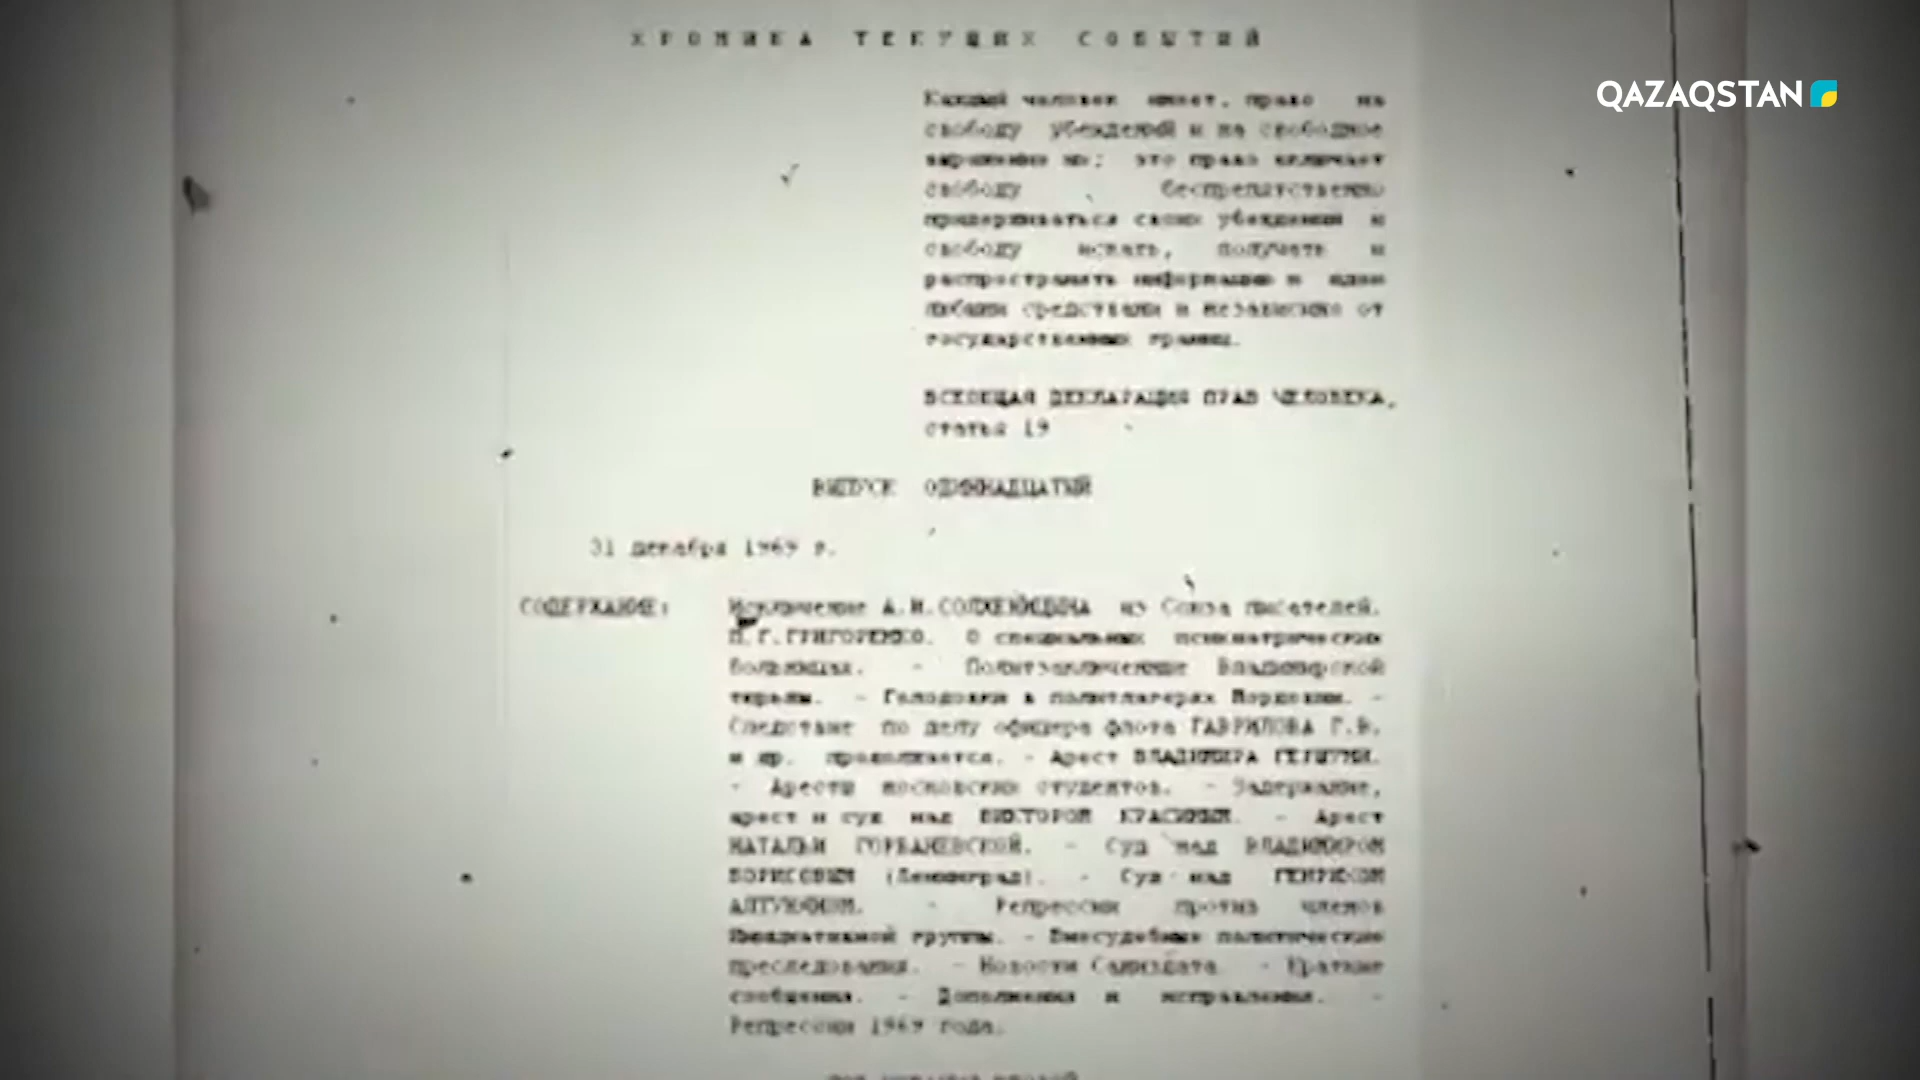 ХРОНИКА ТЕКУЩИХ СОБЫТИЙ
QAZAQSTAN
Каждый человек имеет право на
свободу убеждений и на свободное
выражение их; это право включает
свободу беспрепятственно
придерживаться своих убеждений и
свободу искать, получать и
распространять информацию и идеи
любыми средствами и независимо от
государственных границ.
ВСЕОБЩАЯ ДЕКЛАРАЦИЯ ПРАВ ЧЕЛОВЕКА,
статья 19
ВЫПУСК ОДИННАДЦАТЫЙ
31 декабря 1969 г.
СОДЕРЖАНИЕ: Исключение А.И.СОЛЖЕНИЦЫНА из Союза писателей.
П.Г.ГРИГОРЕНКО. О специальных психиатрических
больницах. - Политзаключенные Владимирской
тюрьмы. - Голодовки в политлагерях Мордовии. -
Следствие по делу офицера флота ГАВРИЛОВА Г.В.
и др. продолжается. - Арест ВЛАДИМИРА ГЕРШУНИ.
- Аресты московских студентов. - Задержание,
арест и суд над ВИКТОРОМ КРАСИНЫМ. - Арест
НАТАЛЬИ ГОРБАНЕВСКОЙ. - Суд над ВЛАДИМИРОМ
БОРИСОВЫМ (Ленинград). - Суд над ГЕНРИХОМ
АЛТУНЯНОМ. - Репрессии против членов
Инициативной группы. - Внесудебные политические
преследования. - Новости Самиздата. - Краткие
сообщения. - Дополнения и исправления. -
Репрессии 1969 года.